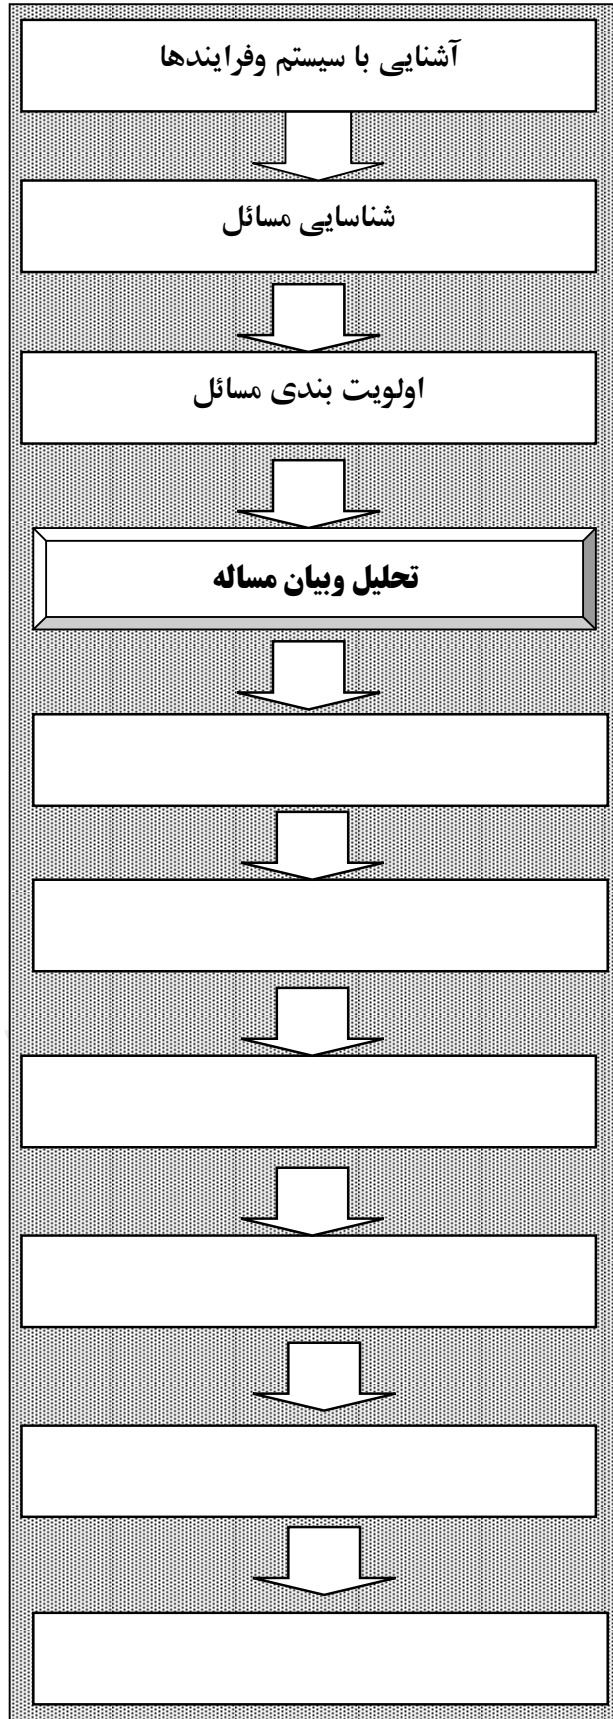 آشنایی با سیستم وفرایندها
شناسایی مسائل
اولویت بندی مسائل
تحلیل وبیان مساله